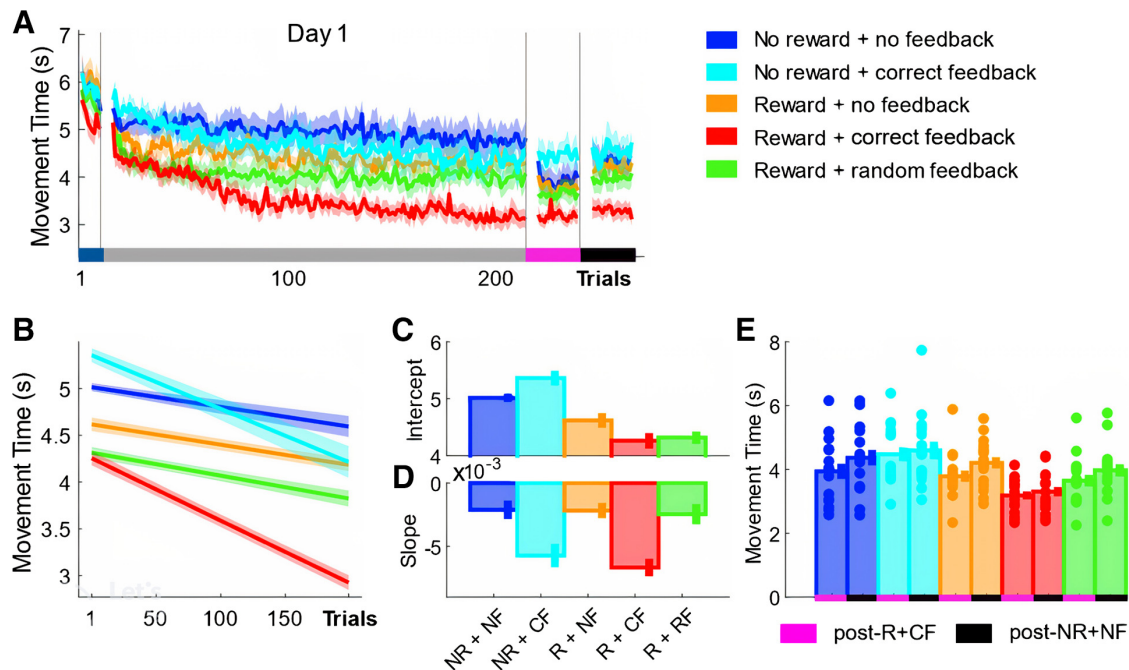 A
Day 1
7
6
5
4
3
Movement Time (s)
1
100
200
Trials
No reward + no feedback
No reward + correct feedback
Reward + no feedback
Reward + correct feedback
Reward + random feedback
B
5
4.5
4
3.5
3
Movement Time (s)
Let's
1
50
100
150
Trials
C
6
5
4
Intercept
D
X10⁻³
0
-5
Slope
NR + NF
NR + CF
R + NF
R + CF
R + RF
E
8
6
4
2
0
Movement Time (s)
post-R+CF
post-NR+NF